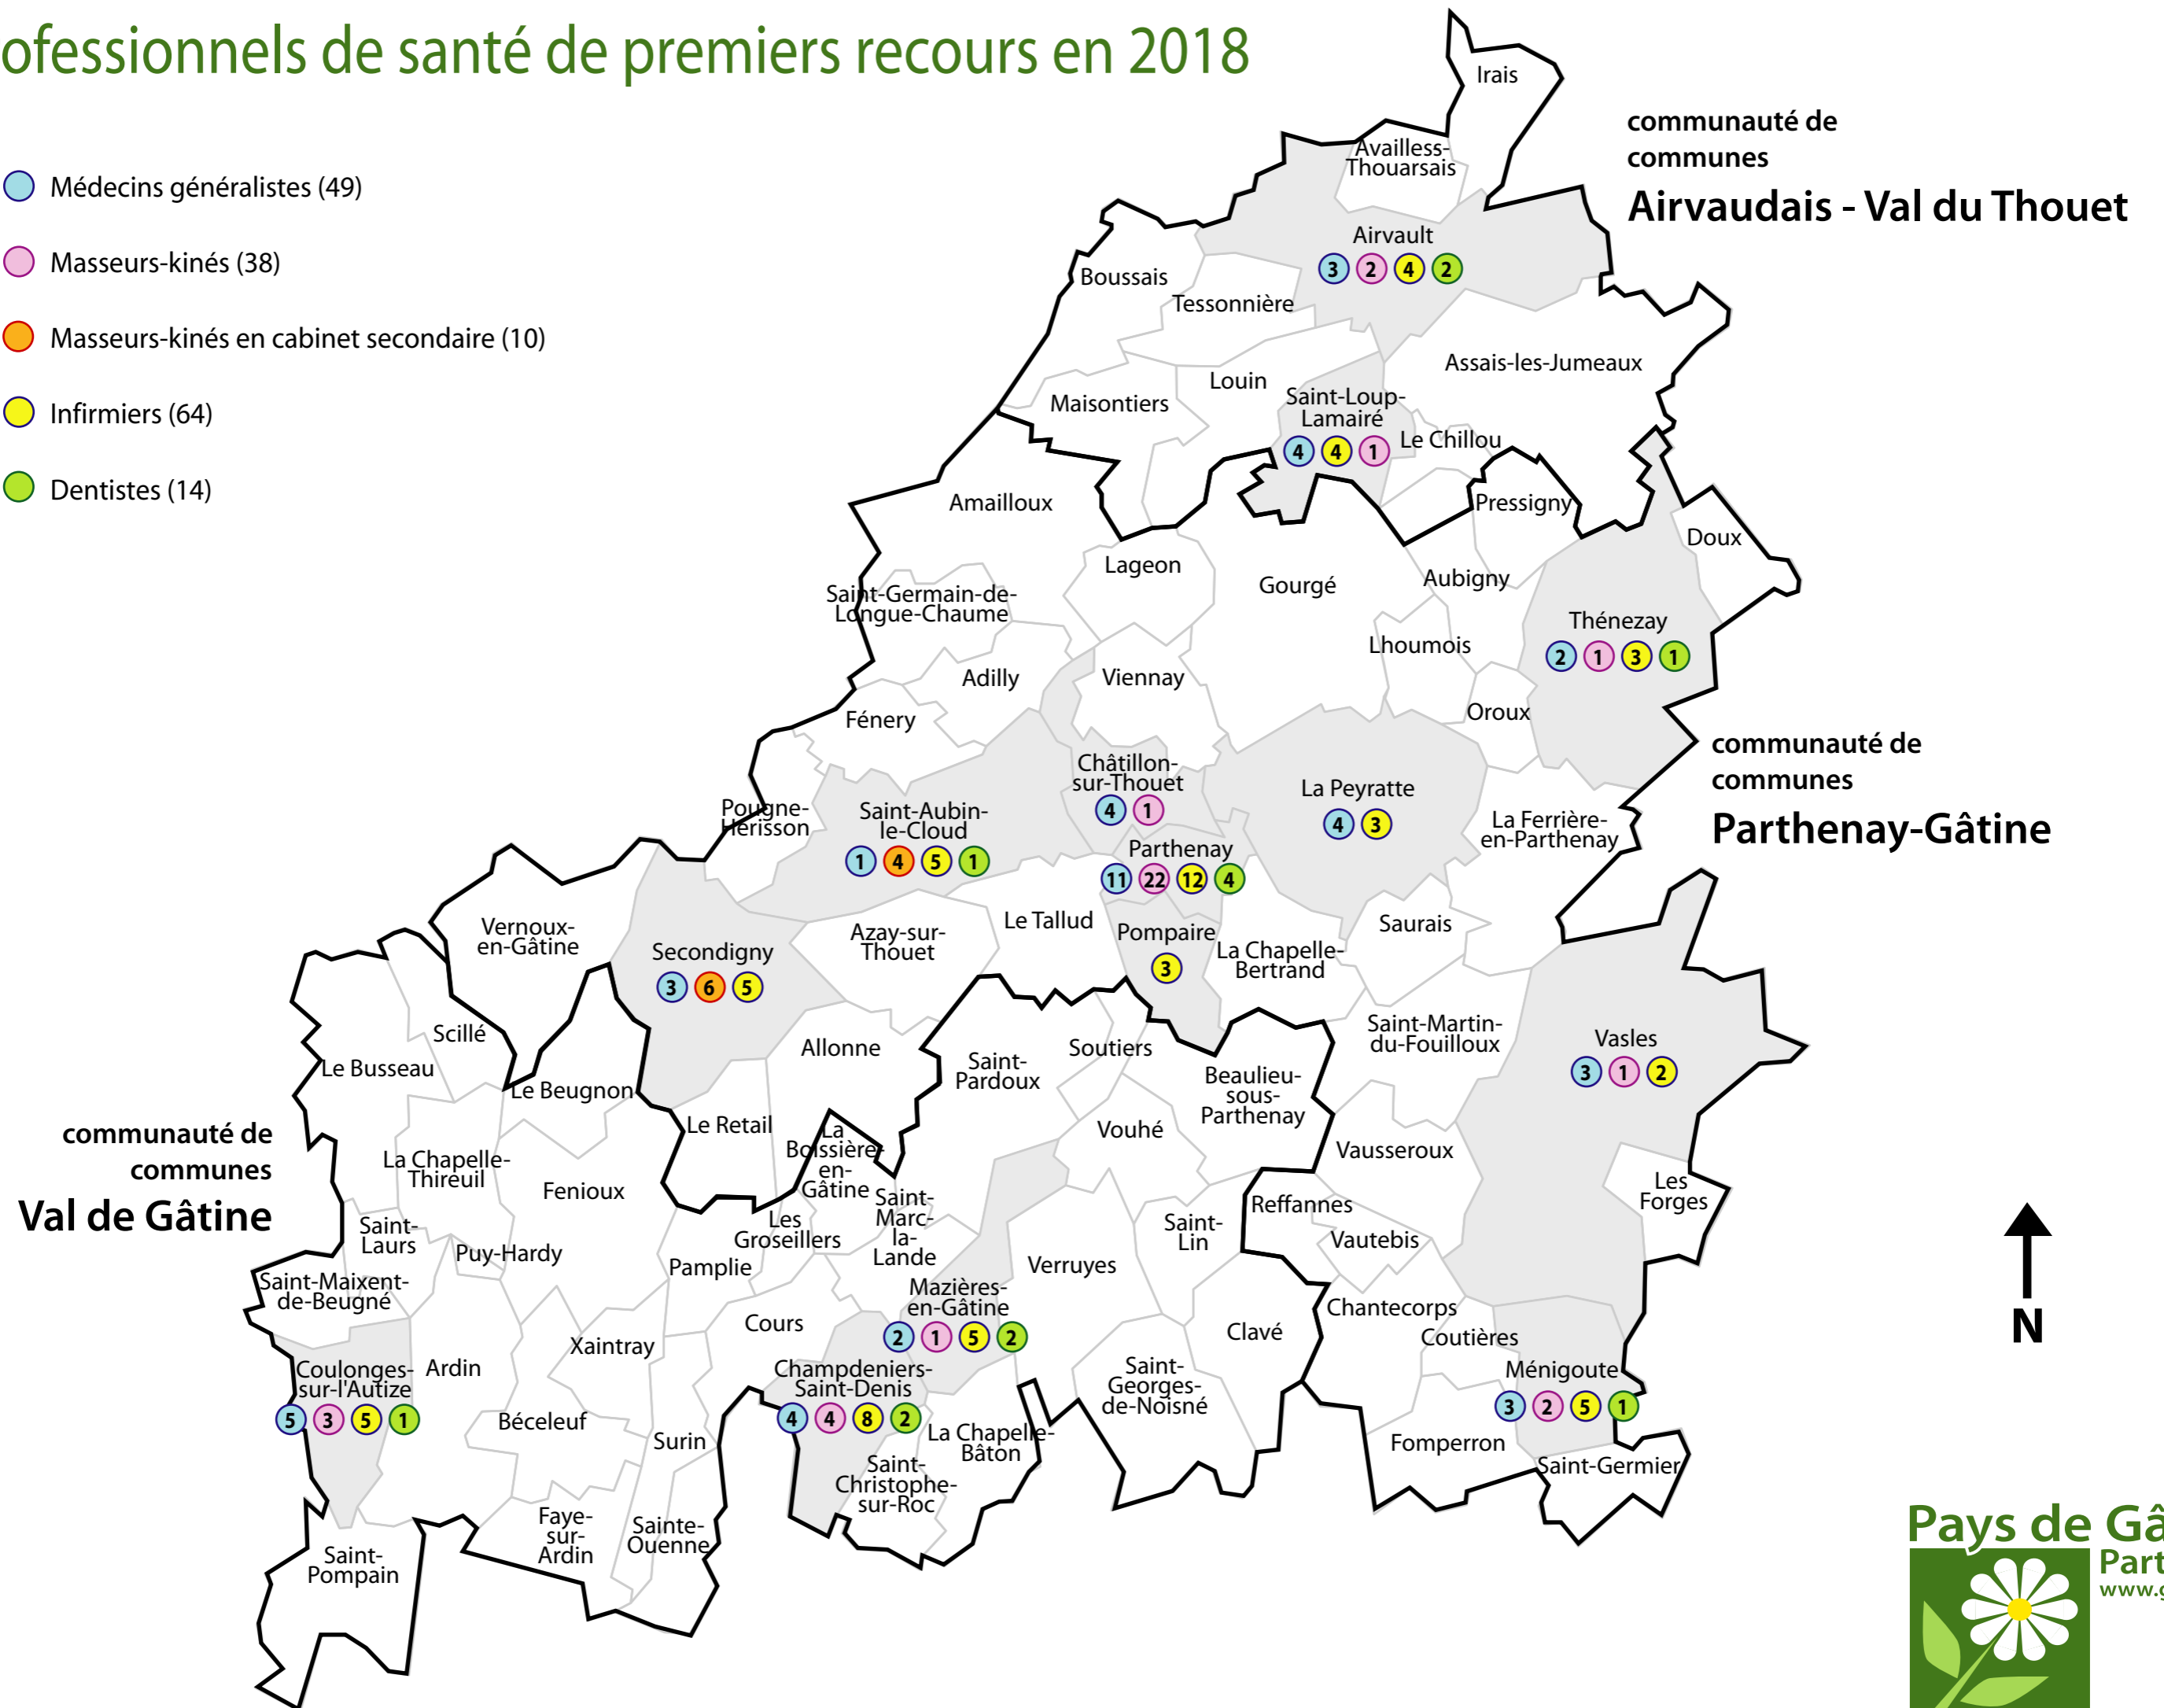 ofessionnels de santé de premiers recours en 2018
Médecins généralistes (49)
Masseurs-kinés (38)
Masseurs-kinés en cabinet secondaire (10)
Infirmiers (64)
Dentistes (14)
communauté de
communes
Airvaudais - Val du Thouet
Irais
Availless-
Thouarsais
Airvault
3 2 4 2
Boussais
Tessonnière
Assais-les-Jumeaux
Louin
Maisontiers
Saint-Loup-
Lamairé
4 4 1
Le Chillou
Amailloux
Pressigny
Doux
Lageon
Gourgé
Aubigny
Saint-Germain-de-
Longue-Chaume
Thénezay
2 1 3 1
Lhoumois
Adilly
Viennay
Fénery
Oroux
communauté de
communes
Parthenay-Gâtine
Châtillon-
sur-Thouet
4 1
La Peyratte
4 3
Pougne-
Hérisson
Saint-Aubin-
le-Cloud
1 4 5 1
La Ferrière-
en-Parthenay
Parthenay
11 22 12 4
Vernoux-
en-Gâtine
Secondigny
3 6 5
Azay-sur-
Thouet
Le Tallud
Pompaire
3
La Chapelle-
Bertrand
Saurais
Scillé
Le Busseau
Le Beugnon
Allonne
Saint-
Pardoux
Soutiers
Beaulieu-
sous-
Parthenay
Saint-Martin-
du-Fouilloux
Vasles
3 1 2
communauté de
communes
Val de Gâtine
La Chapelle-
Thireuil
Fenioux
Le Retail
La
Boissière-
en-
Gâtine
Vouhé
Vausseroux
Les
Forges
Saint-
Laurs
Puy-Hardy
Pamplie
Les
Groseillers
Saint-
Marc-
la-
Lande
Verruyes
Saint-
Lin
Reffannes
Vautebis
Saint-Maixent-
de-Beugné
Mazières-
en-Gâtine
2 1 5 2
Cours
Xaintray
Clavé
Chantecorps
Coutières
Coulonges-
sur-l'Autize
5 3 5 1
Ardin
Champdeniers-
Saint-Denis
4 4 8 2
Saint-
Georges-
de-Noisné
Ménigoute
3 2 5 1
Béceleuf
Surin
La Chapelle-
Bâton
Fomperron
Saint-Germier
Saint-
Christophe-
sur-Roc
Faye-
sur-
Ardin
Sainte-
Ouenne
Saint-
Pompain
N
Pays de Gâ
Part
www.g